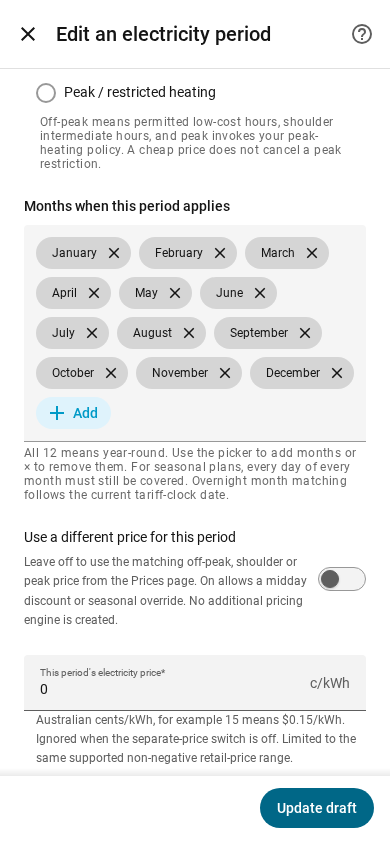 Edit an electricity period
Peak / restricted heating
Off-peak means permitted low-cost hours, shoulder
intermediate hours, and peak invokes your peak-
heating policy. A cheap price does not cancel a peak
restriction.
Months when this period applies
January February March
April May June
July August September
October November December
Add
All 12 means year-round. Use the picker to add months or
× to remove them. For seasonal plans, every day of every
month must still be covered. Overnight month matching
follows the current tariff-clock date.
Use a different price for this period
Leave off to use the matching off-peak, shoulder or
peak price from the Prices page. On allows a midday
discount or seasonal override. No additional pricing
engine is created.
This period's electricity price*
0 c/kWh
Australian cents/kWh, for example 15 means $0.15/kWh.
Ignored when the separate-price switch is off. Limited to the
same supported non-negative retail-price range.
Update draft